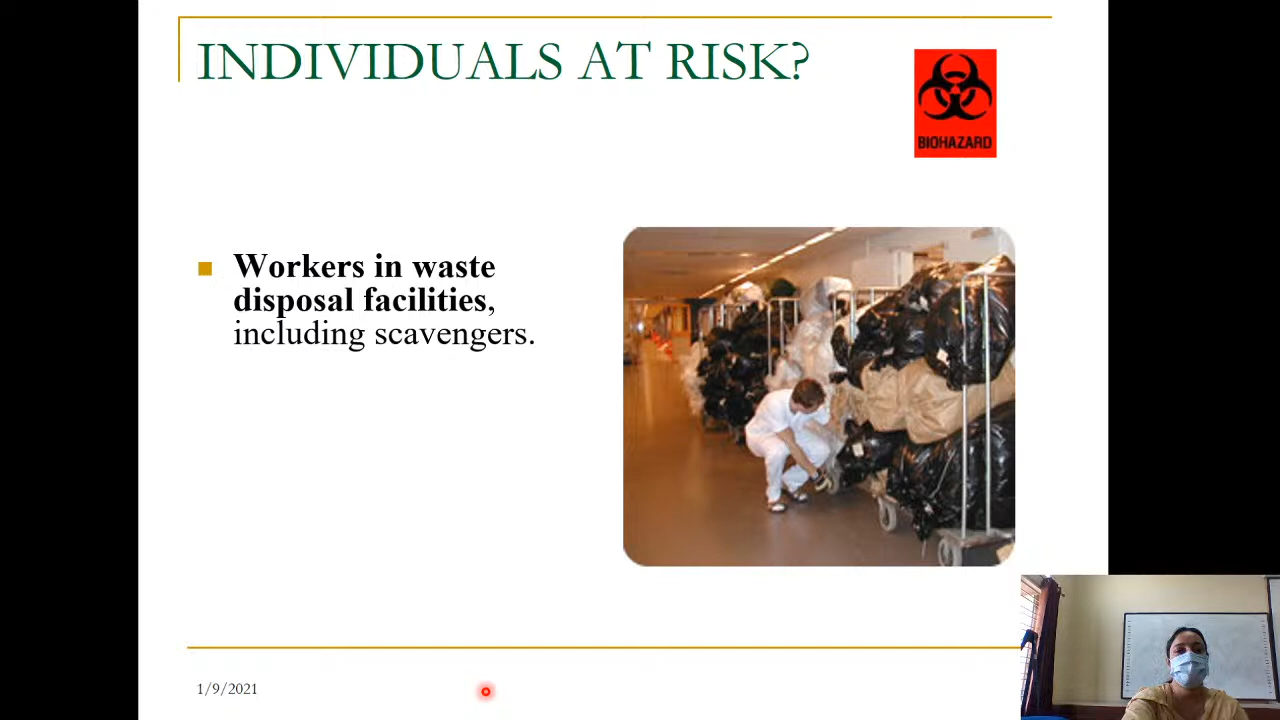 INDIVIDUALS AT RISK?
BIOHAZARD
Workers in waste
disposal facilities,
including scavengers.
1/9/2021